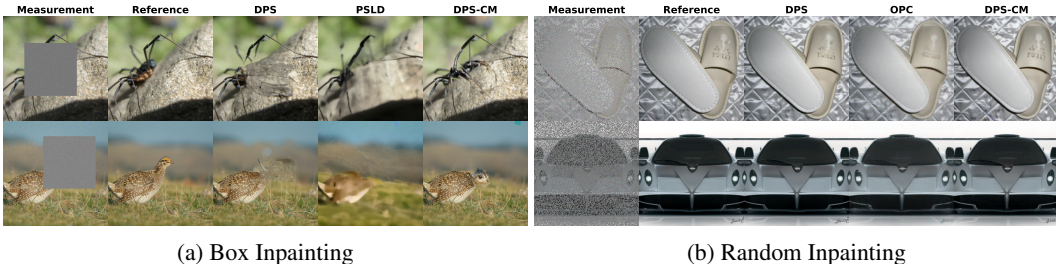 Measurement Reference DPS PSLD DPS-CM
Measurement Reference DPS OPC DPS-CM
(a) Box Inpainting
(b) Random Inpainting